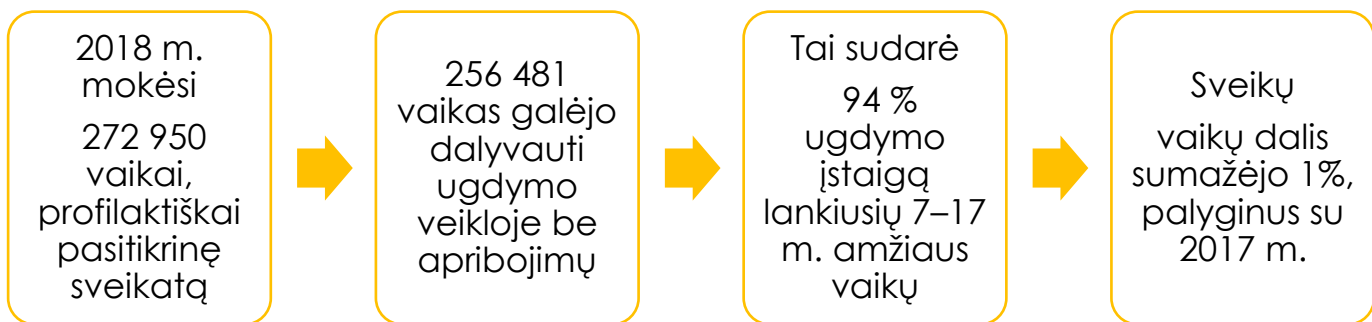 2018 m.
mokėsi
272 950
vaikai,
profilaktiškai
pasitikrinę
sveikatą
256 481
vaikas galėjo
dalyvauti
ugdymo
veikloje be
apribojimų
Tai sudarė
94 %
ugdymo
įstaigą
lankiusių 7–17
m. amžiaus
vaikų
Sveikų
vaikų dalis
sumažėjo 1%,
palyginus su
2017 m.